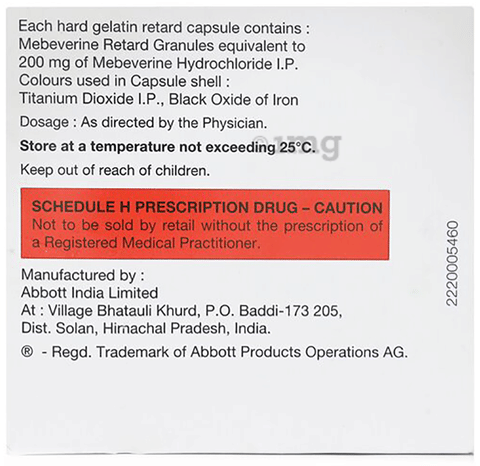 Each hard gelatin retard capsule contains :
Mebeverine Retard Granules equivalent to
200 mg of Mebeverine Hydrochloride I.P.
Colours used in Capsule shell :
Titanium Dioxide I.P., Black Oxide of Iron
Dosage : As directed by the Physician.
1mg
Store at a temperature not exceeding 25°C.
Keep out of reach of children.
SCHEDULE H PRESCRIPTION DRUG – CAUTION
Not to be sold by retail without the prescription of
a Registered Medical Practitioner.
Manufactured by :
Abbott India Limited
At : Village Bhatauli Khurd, P.O. Baddi-173 205,
Dist. Solan, Himachal Pradesh, India.
® - Regd. Trademark of Abbott Products Operations AG.
2220005460